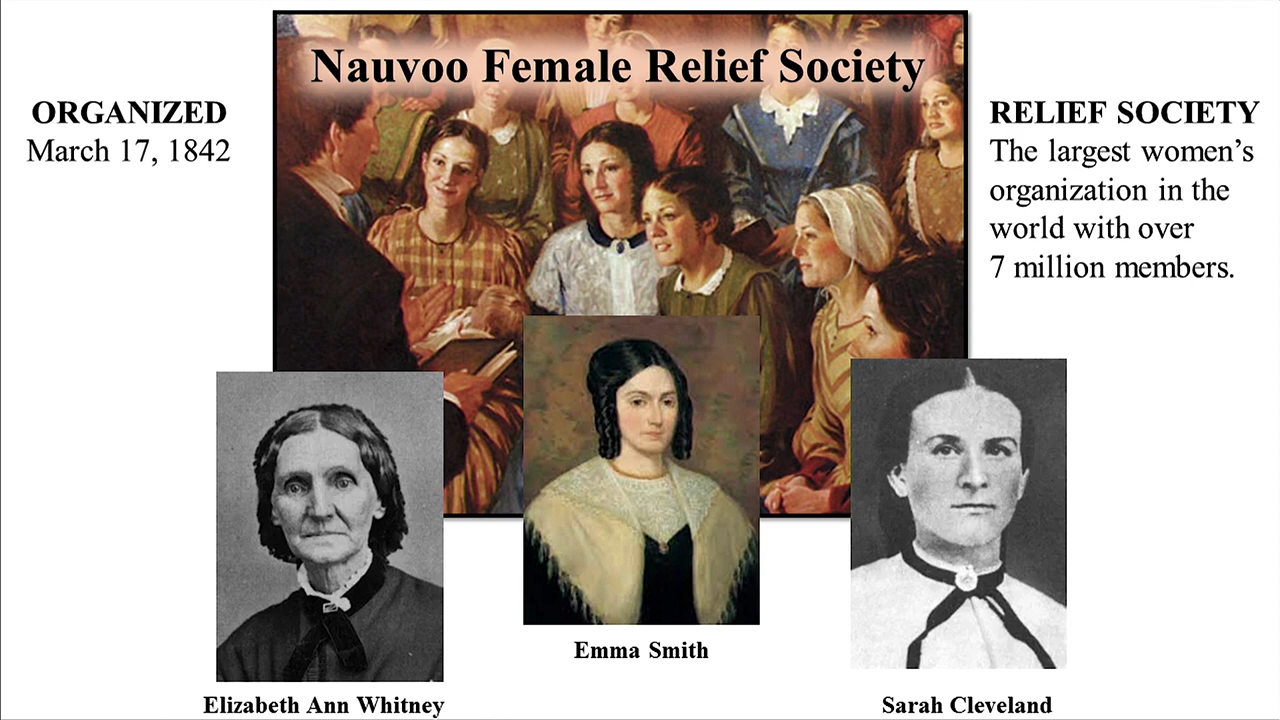 Nauvoo Female Relief Society
ORGANIZED
March 17, 1842
RELIEF SOCIETY
The largest women’s
organization in the
world with over
7 million members.
Emma Smith
Elizabeth Ann Whitney
Sarah Cleveland